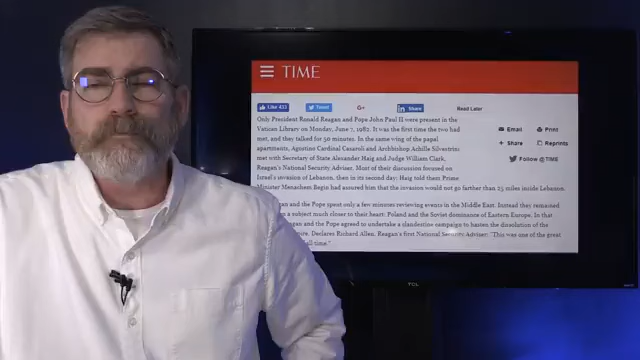 TIME
Like 433 Tweet G+ Share Read Later
Only President Ronald Reagan and Pope John Paul II were present in the
Vatican Library on Monday, June 7, 1982. It was the first time the two had
met, and they talked for 50 minutes. In the same wing of the papal
apartments, Agostino Cardinal Casaroli and Archbishop Achille Silvestrini
met with Secretary of State Alexander Haig and Judge William Clark,
Reagan's National Security Adviser. Most of their discussion focused on
Israel's invasion of Lebanon, then in its second day; Haig told them Prime
Minister Menachem Begin had assured him that the invasion would not go farther than 25 miles inside Lebanon.
Email Print
+ Share Reprints
Follow @TIME
gan and the Pope spent only a few minutes reviewing events in the Middle East. Instead they remained
a subject much closer to their heart: Poland and the Soviet dominance of Eastern Europe. In that
gan and the Pope agreed to undertake a clandestine campaign to hasten the dissolution of the
ire. Declares Richard Allen, Reagan's first National Security Adviser: "This was one of the great
all time."
TCL